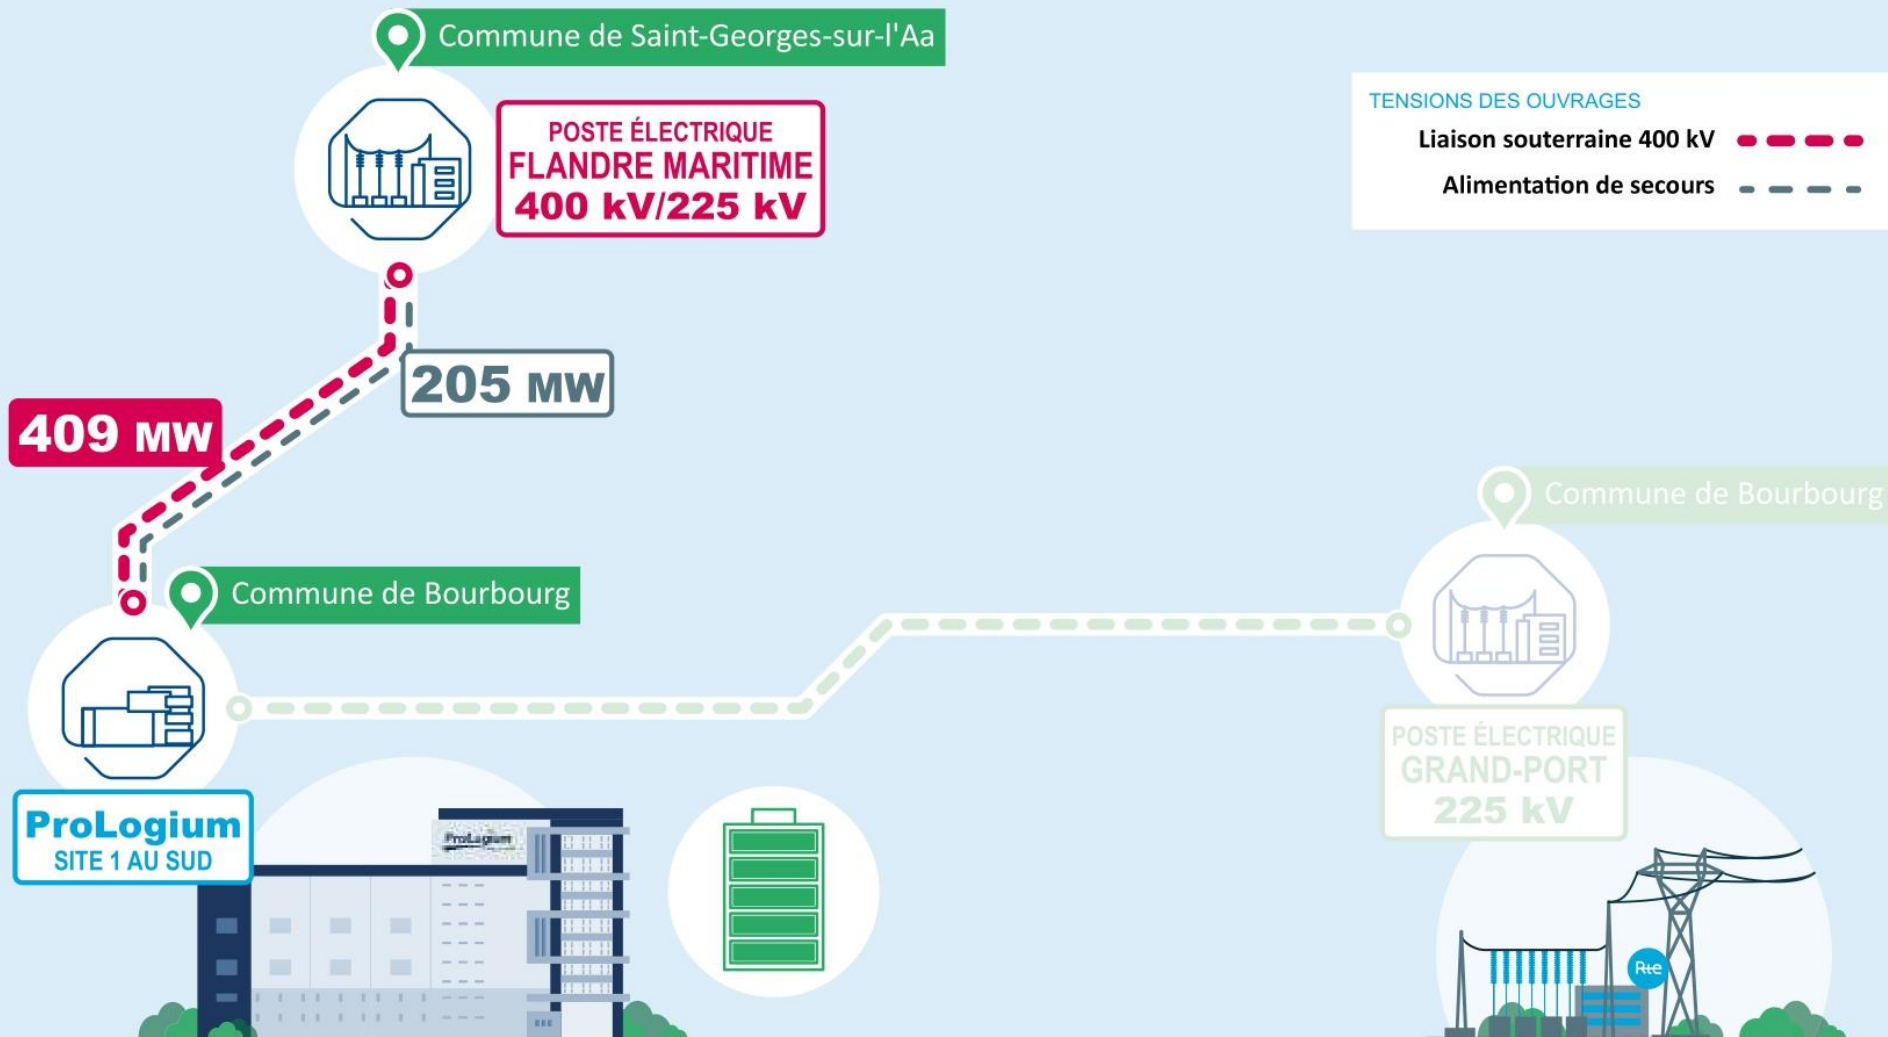 Commune de Saint-Georges-sur-l'Aa
POSTE ÉLECTRIQUE
FLANDRE MARITIME
400 kV/225 kV
TENSIONS DES OUVRAGES
Liaison souterraine 400 kV
Alimentation de secours
205 MW
409 MW
Commune de Bourbourg
Commune de Bourbourg
POSTE ÉLECTRIQUE
GRAND-PORT
225 kV
ProLogium
SITE 1 AU SUD
ProLogium
Rte